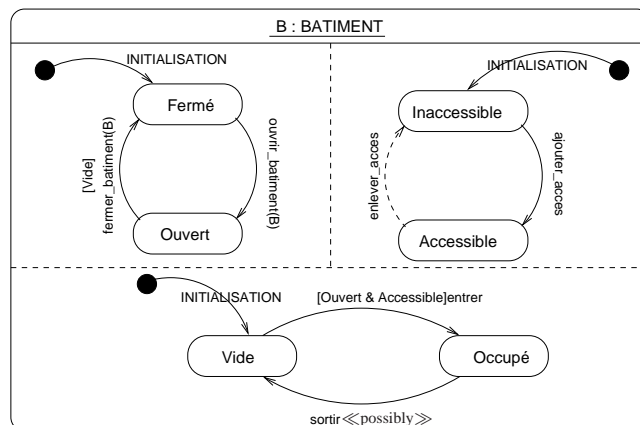 B : BATIMENT
INITIALISATION
Fermé
[Vide]
fermer_batiment(B)
ouvrir_batiment(B)
Ouvert
INITIALISATION
Inaccessible
enlever_acces
ajouter_acces
Accessible
INITIALISATION
[Ouvert & Accessible]entrer
Vide
Occupé
sortir ≪possibly≫